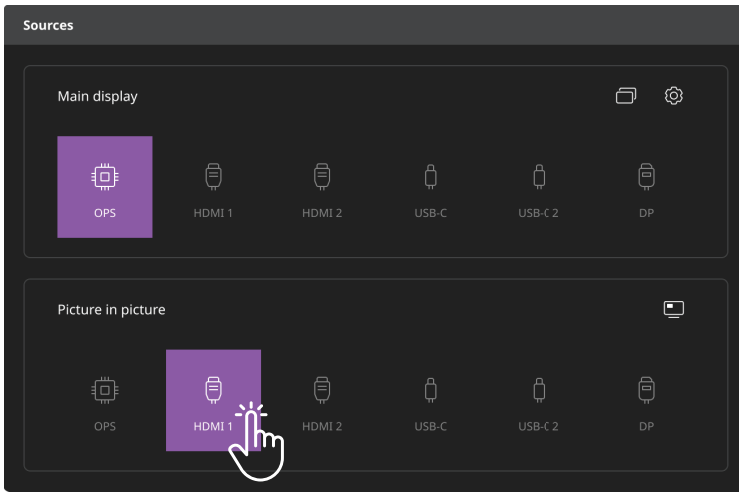 Sources
Main display
OPS HDMI 1 HDMI 2 USB-C USB-C 2 DP
Picture in picture
OPS HDMI 1 HDMI 2 USB-C USB-C 2 DP